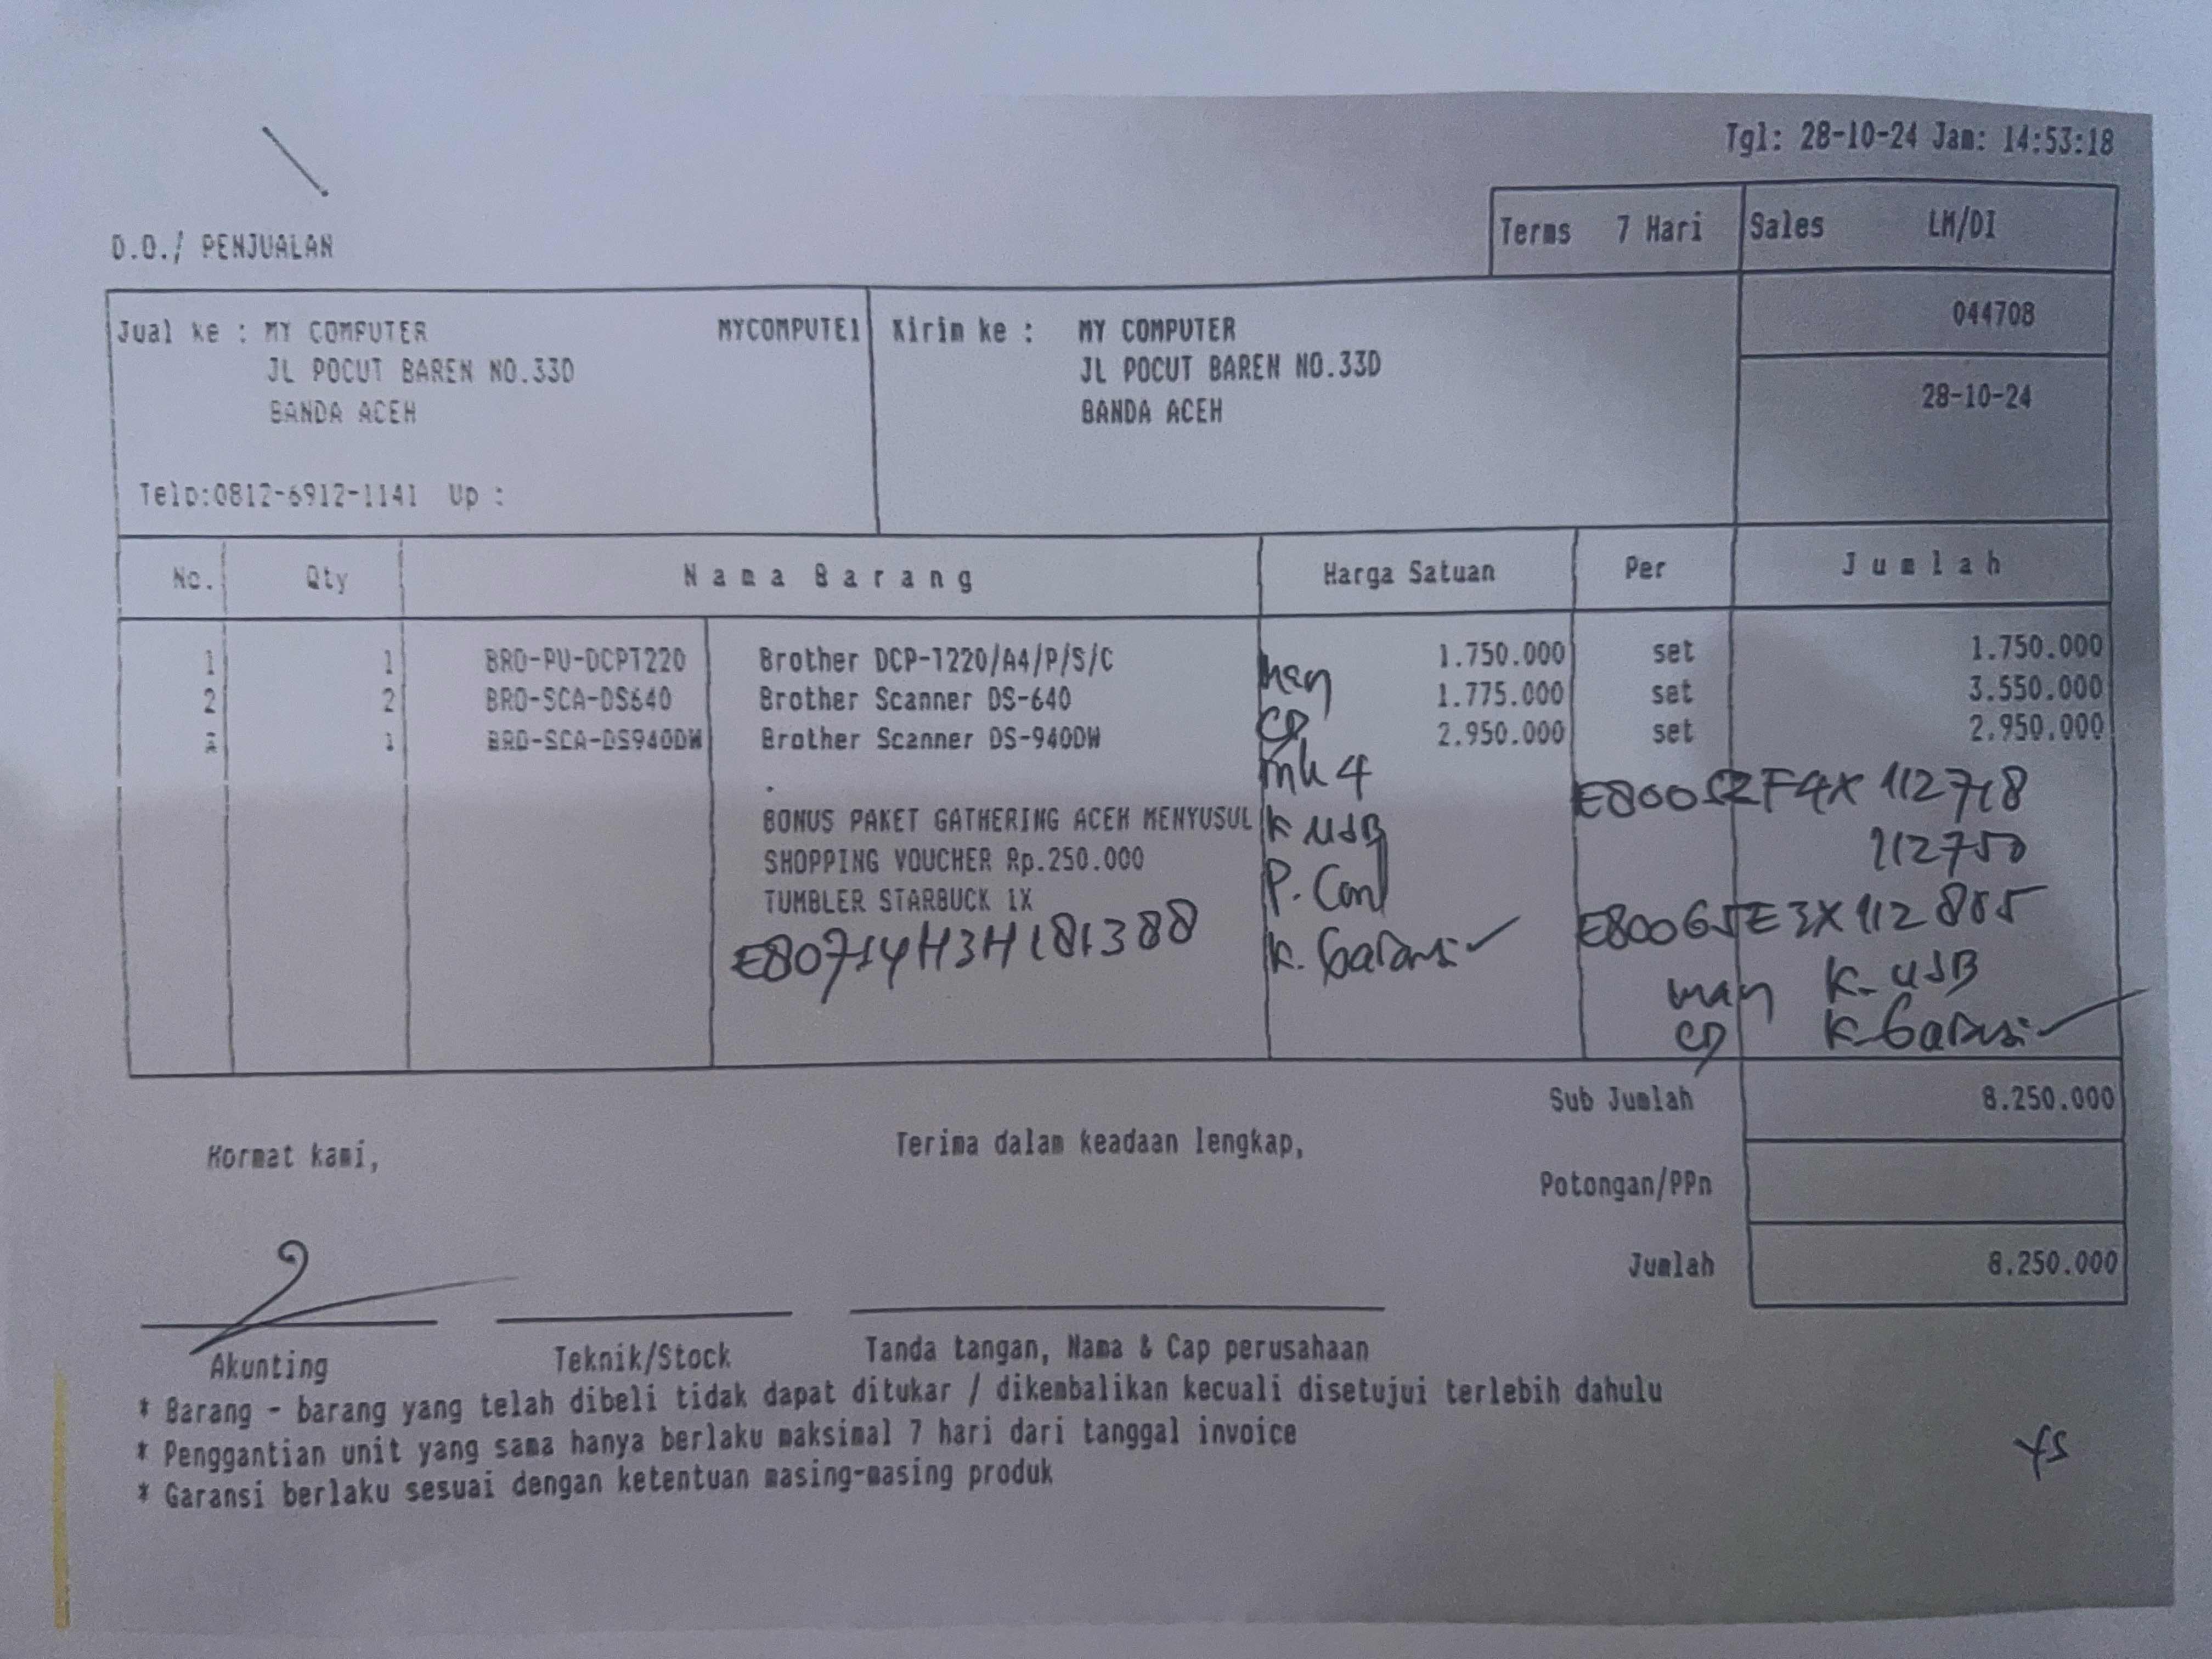 Tgl: 28-10-24 Jam: 14:53:18
Terms 7 Hari Sales LM/DI
D.O./ PENJUALAN
044708
Jual ke : MY COMPUTER MYCOMPUTE1 Kirim ke : MY COMPUTER
JL POCUT BAREN NO.33D JL POCUT BAREN NO.33D
BANDA ACEH BANDA ACEH
28-10-24
Telp:0812-6912-1141 Up :
No. Qty Nama Barang Harga Satuan Per Jumlah
1 1 BRO-PU-DCPT220 Brother DCP-T220/A4/P/S/C 1.750.000 set 1.750.000
2 2 BRO-SCA-DS640 Brother Scanner DS-640 1.775.000 set 3.550.000
3 1 BRO-SCA-DS940DW Brother Scanner DS-940DW 2.950.000 set 2.950.000
.
BONUS PAKET GATHERING ACEH MENYUSUL
SHOPPING VOUCHER Rp.250.000
TUMBLER STARBUCK 1X
man
CD
K USB
K. Garansi ✓
112750
man K. USB
CD K. Garansi ✓
Sub Jumlah 8.250.000
Hormat kami, Terima dalam keadaan lengkap,
Potongan/PPn
Jumlah 8.250.000
Akunting Teknik/Stock Tanda tangan, Nama & Cap perusahaan
* Barang - barang yang telah dibeli tidak dapat ditukar / dikembalikan kecuali disetujui terlebih dahulu
* Penggantian unit yang sama hanya berlaku maksimal 7 hari dari tanggal invoice
* Garansi berlaku sesuai dengan ketentuan masing-masing produk
YS